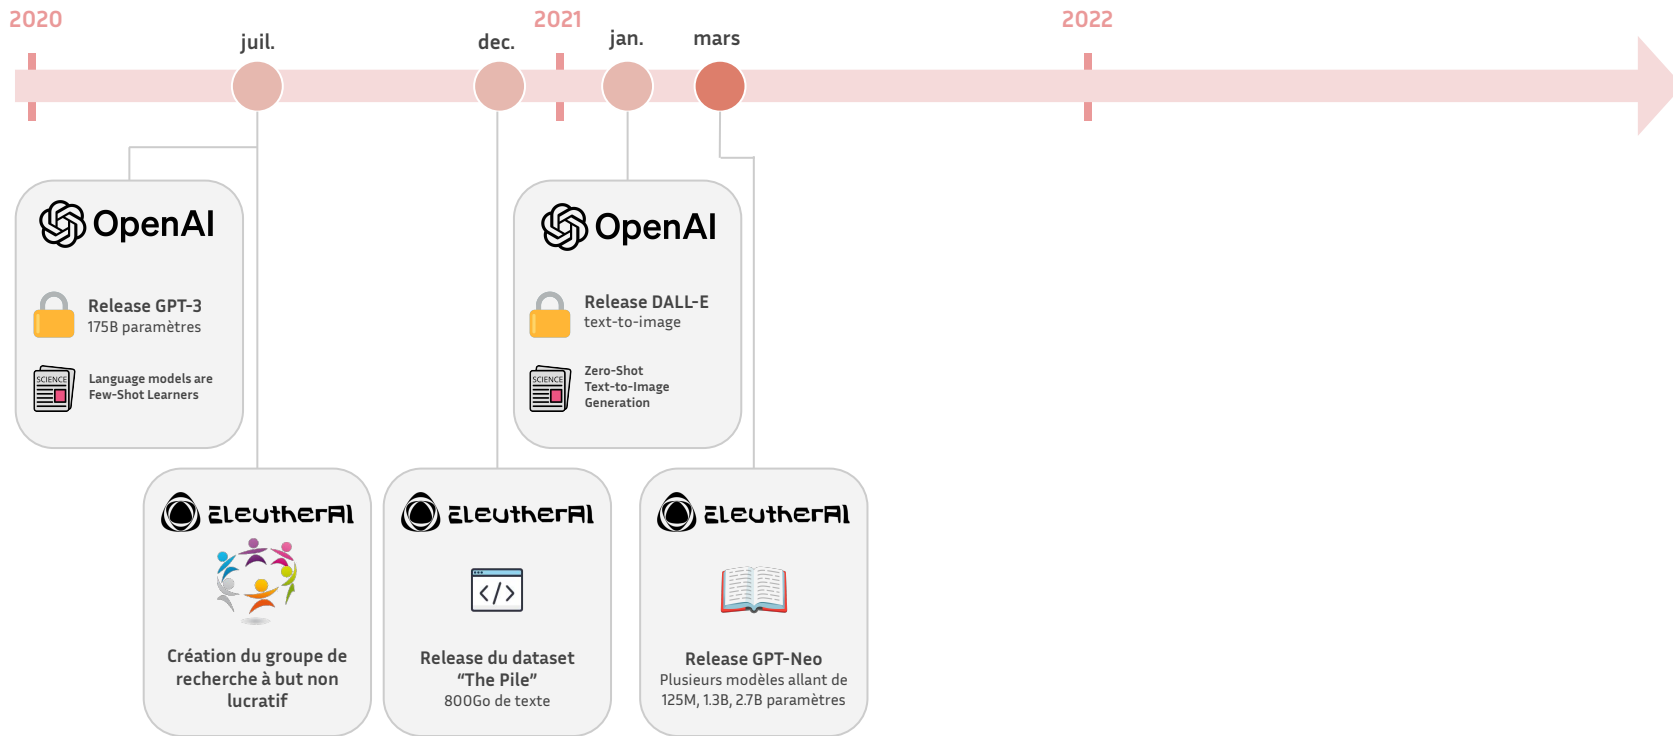 2020
2021
2022
juil.
dec.
jan.
mars
OpenAI
Release GPT-3
175B paramètres
SCIENCE
Language models are
Few-Shot Learners
OpenAI
Release DALL-E
text-to-image
SCIENCE
Zero-Shot
Text-to-Image
Generation
EleutherAI
Création du groupe de
recherche à but non
lucratif
EleutherAI
</>
Release du dataset
“The Pile”
800Go de texte
EleutherAI
Release GPT-Neo
Plusieurs modèles allant de
125M, 1.3B, 2.7B paramètres